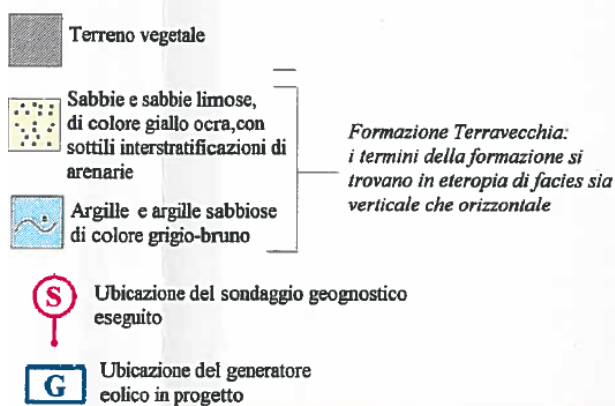 Terreno vegetale
Sabbie e sabbie limose,
di colore giallo ocra,con
sottili interstratificazioni di
arenarie
Formazione Terravecchia:
i termini della formazione si
trovano in eteropia di facies sia
verticale che orizzontale
Argille e argille sabbiose
di colore grigio-bruno
S
Ubicazione del sondaggio geognostico
eseguito
G
Ubicazione del generatore
eolico in progetto